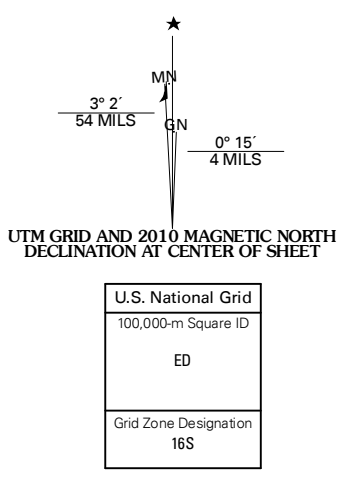 ★
MN
3° 2´
54 MILS
GN
0° 15´
4 MILS
UTM GRID AND 2010 MAGNETIC NORTH
DECLINATION AT CENTER OF SHEET
U.S. National Grid
100,000-m Square ID
ED
Grid Zone Designation
16S